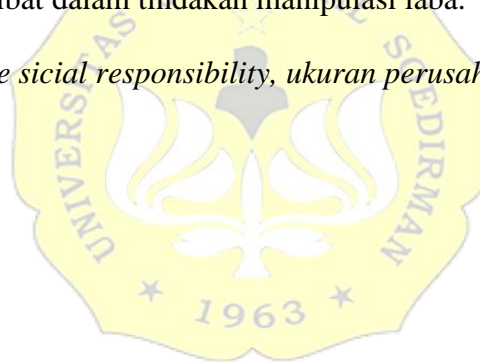 bat dalam tindakan manipulasi laba.
e sicial responsibility, ukuran perusah
UNIVERSITAS SOEDIRMAN
★ 1963 ★